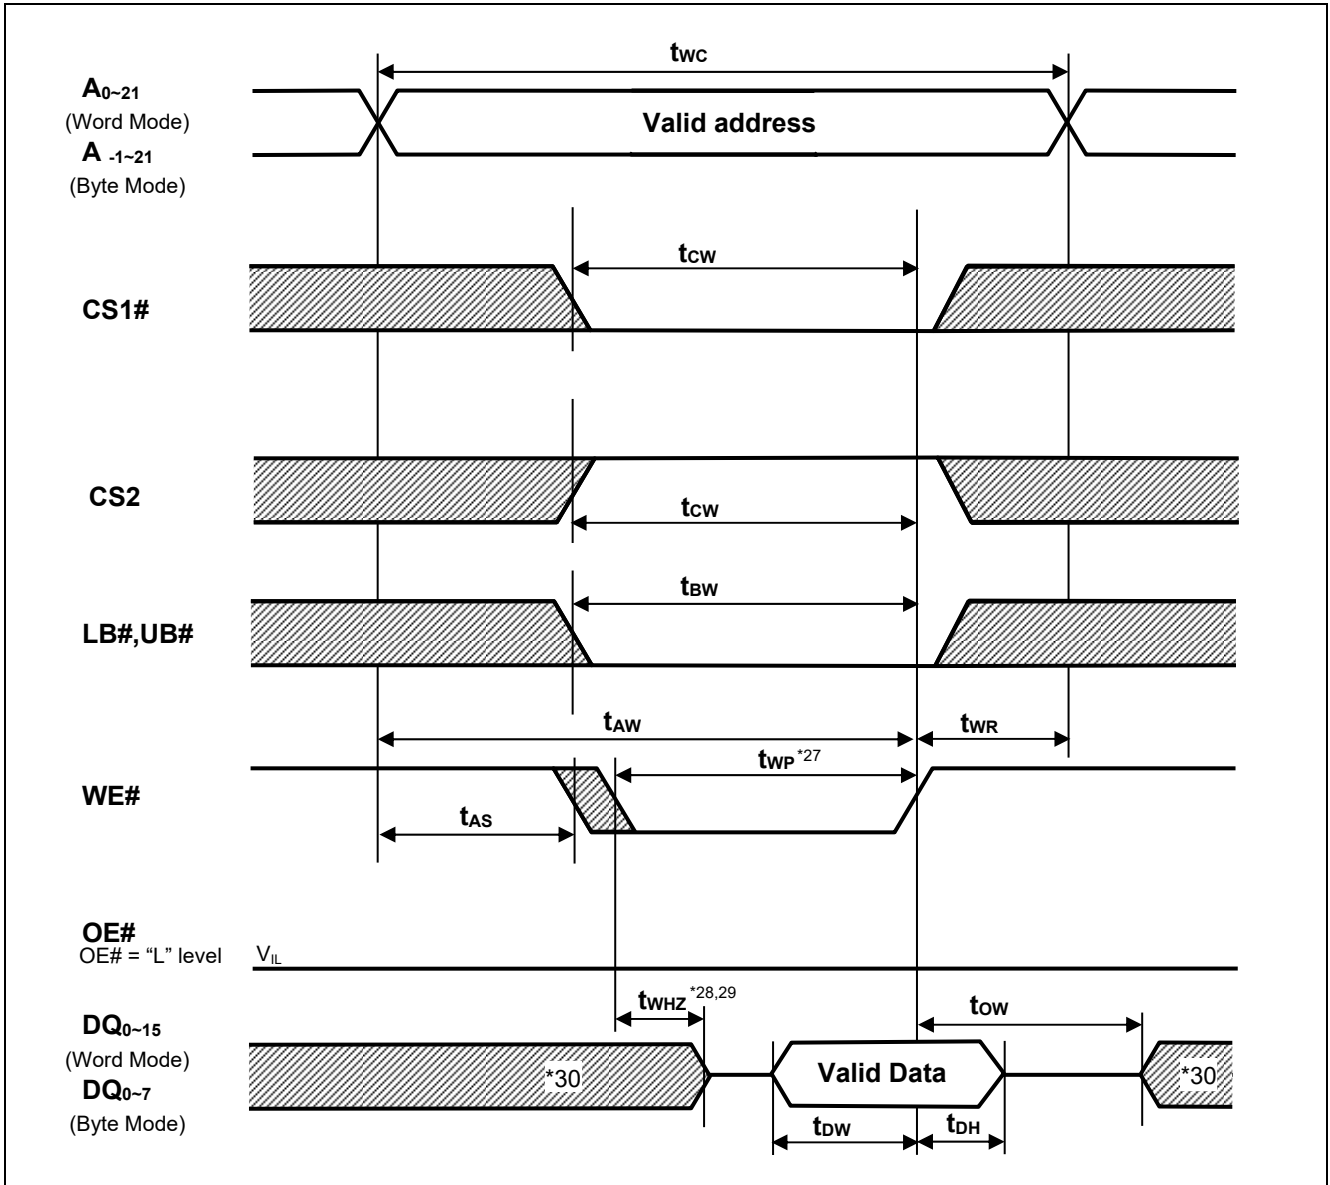 tWC
A0~21
(Word Mode)
Valid address
A -1~21
(Byte Mode)
tCW
CS1#
CS2
tCW
tBW
LB#,UB#
tAW
tWR
tWP *27
WE#
tAS
OE#
OE# = “L” level VIL
tWHZ *28,29
tOW
DQ0~15
(Word Mode)
*30
Valid Data
*30
DQ0~7
(Byte Mode)
tDW
tDH